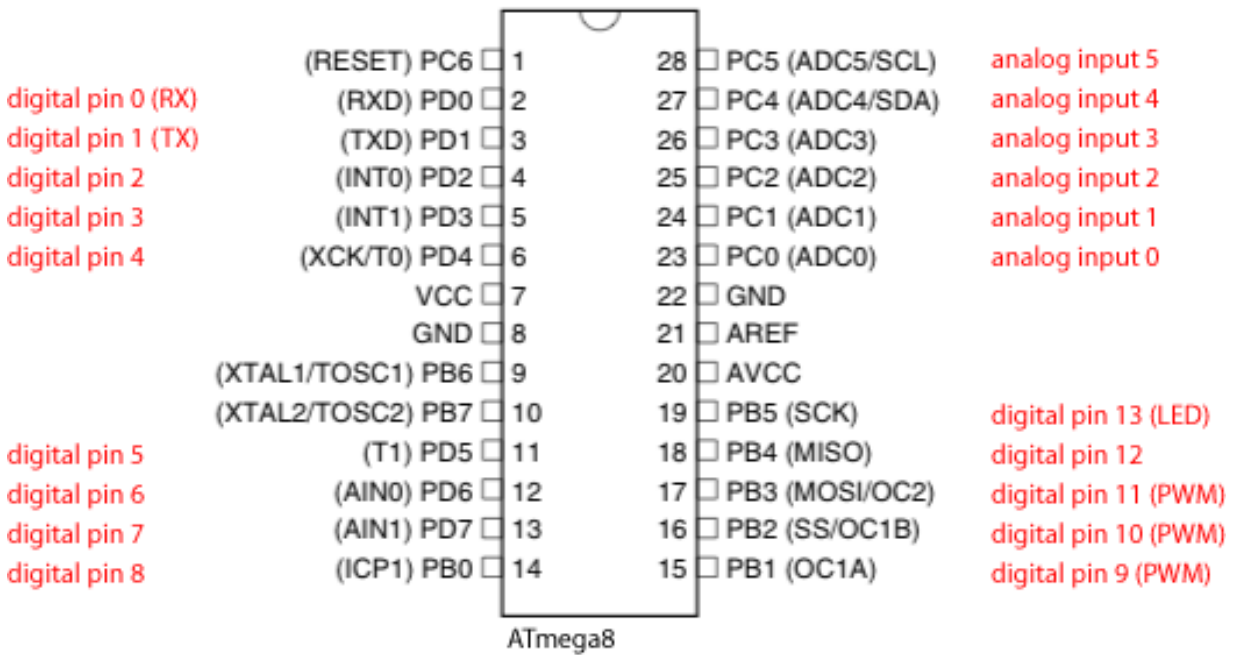 (RESET) PC6 1 28 PC5 (ADC5/SCL) analog input 5
digital pin 0 (RX) (RXD) PD0 2 27 PC4 (ADC4/SDA) analog input 4
digital pin 1 (TX) (TXD) PD1 3 26 PC3 (ADC3) analog input 3
digital pin 2 (INT0) PD2 4 25 PC2 (ADC2) analog input 2
digital pin 3 (INT1) PD3 5 24 PC1 (ADC1) analog input 1
digital pin 4 (XCK/T0) PD4 6 23 PC0 (ADC0) analog input 0
VCC 7 22 GND
GND 8 21 AREF
(XTAL1/TOSC1) PB6 9 20 AVCC
(XTAL2/TOSC2) PB7 10 19 PB5 (SCK) digital pin 13 (LED)
digital pin 5 (T1) PD5 11 18 PB4 (MISO) digital pin 12
digital pin 6 (AIN0) PD6 12 17 PB3 (MOSI/OC2) digital pin 11 (PWM)
digital pin 7 (AIN1) PD7 13 16 PB2 (SS/OC1B) digital pin 10 (PWM)
digital pin 8 (ICP1) PB0 14 15 PB1 (OC1A) digital pin 9 (PWM)
ATmega8